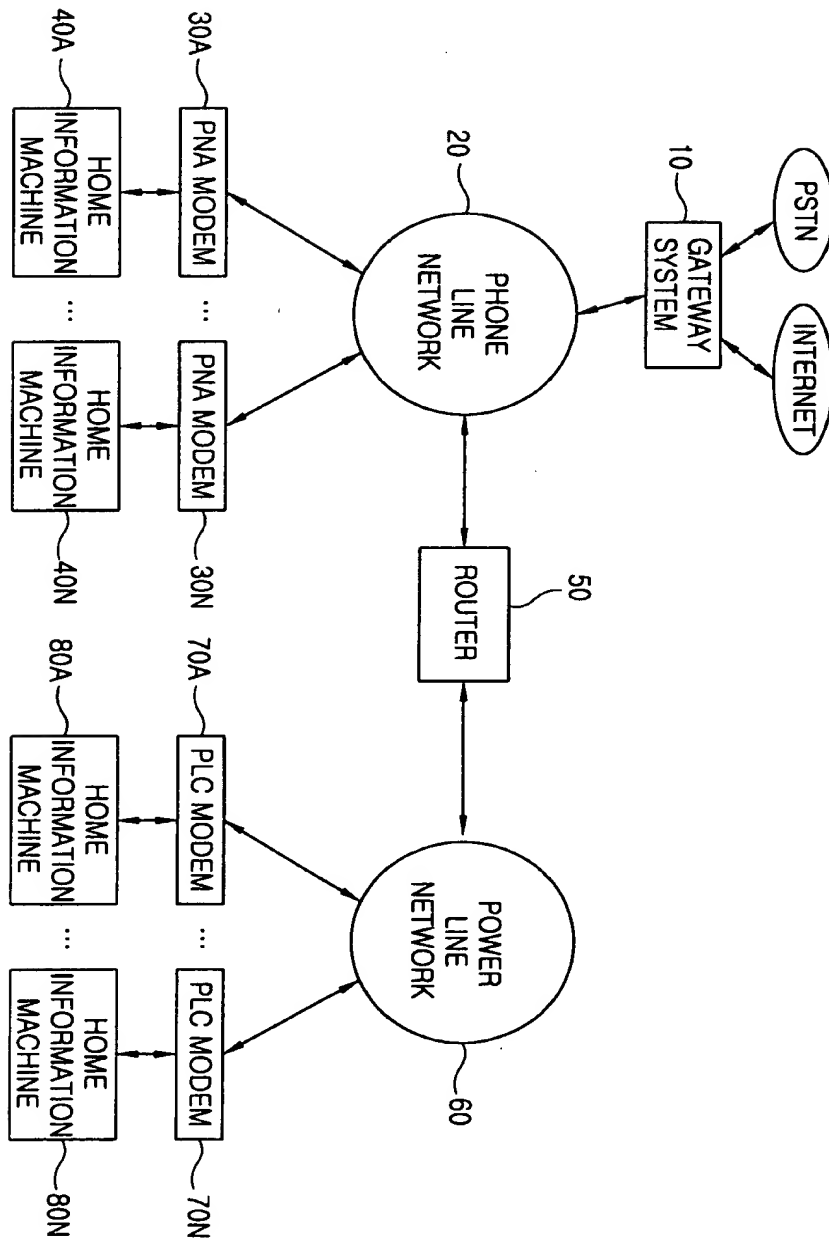 PSTN
INTERNET
10
GATEWAY
SYSTEM
20
PHONE
LINE
NETWORK
50
ROUTER
POWER
LINE
NETWORK
60
30A
PNA MODEM
...
PNA MODEM
30N
70A
PLC MODEM
...
PLC MODEM
70N
40A
HOME
INFORMATION
MACHINE
...
HOME
INFORMATION
MACHINE
40N
80A
HOME
INFORMATION
MACHINE
...
HOME
INFORMATION
MACHINE
80N